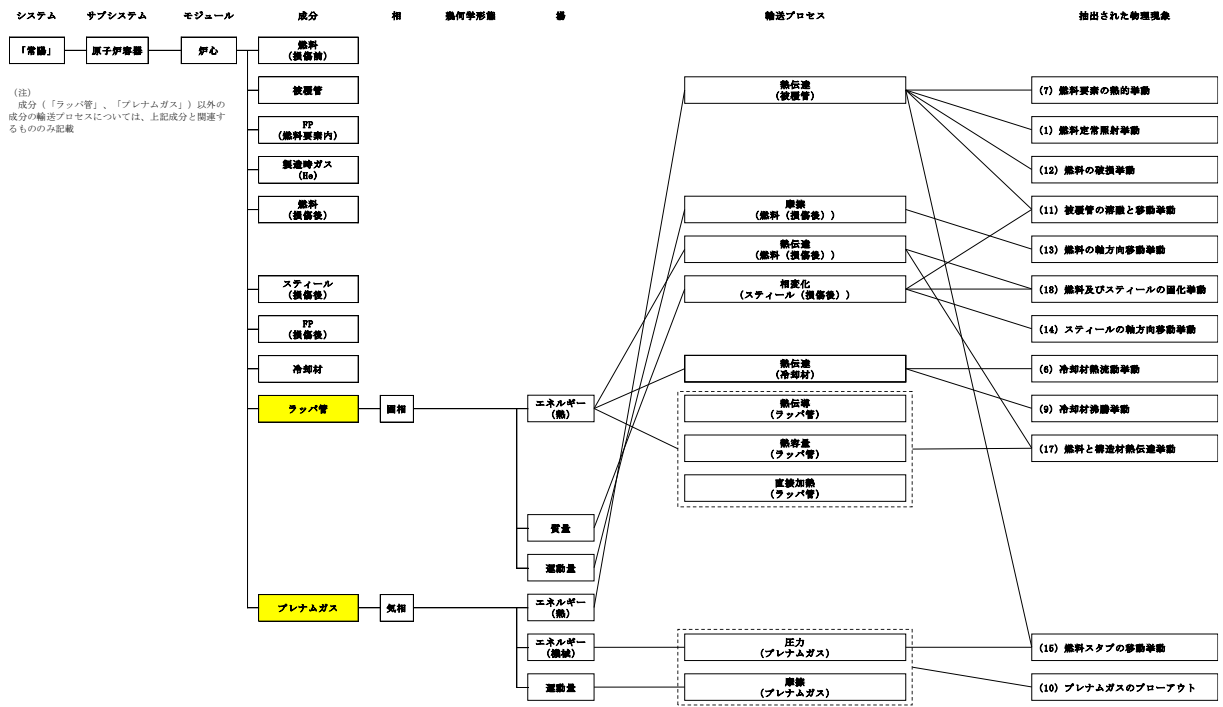 システム
サブシステム
モジュール
成分
相
幾何学形態
場
輸送プロセス
抽出された物理現象
「常陽」
原子炉容器
炉心
燃料
(損傷前)
被覆管
FP
(燃料要素内)
製造時ガス
(He)
燃料
(損傷後)
スティール
(損傷後)
FP
(損傷後)
冷却材
ラッパ管
プレナムガス
(注)
成分(「ラッパ管」、「プレナムガス」)以外の
成分の輸送プロセスについては、上記成分と関連す
るもののみ記載
固相
気相
エネルギー
(熱)
質量
運動量
エネルギー
(熱)
エネルギー
(機械)
運動量
熱伝達
(被覆管)
摩擦
(燃料(損傷後))
熱伝達
(燃料(損傷後))
相変化
(スティール(損傷後))
熱伝達
(冷却材)
熱伝導
(ラッパ管)
熱容量
(ラッパ管)
直接加熱
(ラッパ管)
圧力
(プレナムガス)
摩擦
(プレナムガス)
(7) 燃料要素の熱的挙動
(1) 燃料定常照射挙動
(12) 燃料の破損挙動
(11) 被覆管の溶融と移動挙動
(13) 燃料の軸方向移動挙動
(18) 燃料及びスティールの固化挙動
(14) スティールの軸方向移動挙動
(6) 冷却材熱流動挙動
(9) 冷却材沸騰挙動
(17) 燃料と構造材熱伝達挙動
(15) 燃料スタブの移動挙動
(10) プレナムガスのブローアウト